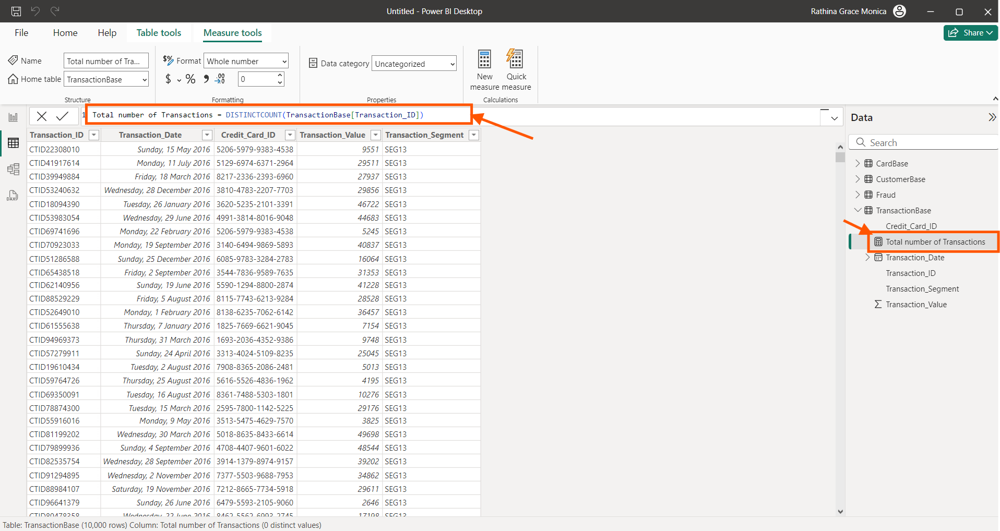 Untitled - Power BI Desktop
Rathina Grace Monica
File
Home
Help
Table tools
Measure tools
Share
Name
Total number of Tra...
Home table
TransactionBase
Structure
$% Format
Whole number
$ % 9 .00 →.0
0
Formatting
Data category
Uncategorized
Properties
New measure
Quick measure
Calculations
1 Total number of Transactions = DISTINCTCOUNT(TransactionBase[Transaction_ID])
DAX
Transaction_ID Transaction_Date Credit_Card_ID Transaction_Value Transaction_Segment
CTID22308010 Sunday, 15 May 2016 5206-5979-9383-4538 9551 SEG13
CTID41917614 Monday, 11 July 2016 5129-6974-6371-2964 29511 SEG13
CTID39949884 Friday, 18 March 2016 8217-2336-2393-6960 27937 SEG13
CTID53240632 Wednesday, 28 December 2016 3810-4783-2207-7703 29856 SEG13
CTID18094390 Tuesday, 26 January 2016 3620-5235-2101-3391 46722 SEG13
CTID53983054 Wednesday, 29 June 2016 4991-3814-8016-9048 44683 SEG13
CTID69741696 Monday, 22 February 2016 5206-5979-9383-4538 5245 SEG13
CTID70923033 Monday, 19 September 2016 3140-6494-9869-5893 40837 SEG13
CTID51286588 Sunday, 25 December 2016 6085-9783-3284-2783 16064 SEG13
CTID65438518 Friday, 2 September 2016 3544-7836-9589-7635 31353 SEG13
CTID62140956 Sunday, 19 June 2016 5590-1294-8800-2874 41228 SEG13
CTID88529229 Friday, 5 August 2016 8115-7743-6213-9284 28528 SEG13
CTID52649010 Monday, 1 February 2016 8138-6235-7062-6142 36457 SEG13
CTID61555638 Thursday, 7 January 2016 1825-7669-6621-9045 7154 SEG13
CTID94969373 Thursday, 31 March 2016 1693-2036-4352-9386 9748 SEG13
CTID57279911 Sunday, 24 April 2016 3313-4024-5109-8235 25045 SEG13
CTID19610434 Tuesday, 2 August 2016 7908-8365-2086-2481 5013 SEG13
CTID59764726 Thursday, 25 August 2016 5616-5526-4836-1962 4195 SEG13
CTID69350091 Tuesday, 16 August 2016 8361-7488-5303-1801 10276 SEG13
CTID78874300 Tuesday, 15 March 2016 2595-7800-1142-5225 29176 SEG13
CTID55916016 Monday, 9 May 2016 3513-5475-4629-7570 3825 SEG13
CTID81199202 Wednesday, 30 March 2016 5018-8635-8433-6614 49698 SEG13
CTID79899936 Sunday, 4 September 2016 4708-4407-9601-6022 48544 SEG13
CTID82535754 Wednesday, 28 September 2016 3914-1379-8974-9157 39202 SEG13
CTID91294895 Wednesday, 2 November 2016 7377-5503-9688-7953 34862 SEG13
CTID88984107 Saturday, 19 November 2016 7212-8665-7734-5918 29611 SEG13
CTID96641379 Sunday, 26 June 2016 6479-5593-2105-9060 2646 SEG13
CTID80478358 Wednesday, 22 June 2016 8462-5562-6993-2745 17198 SEG13
Data
Search
CardBase
CustomerBase
Fraud
TransactionBase
Credit_Card_ID
Total number of Transactions
Transaction_Date
Transaction_ID
Transaction_Segment
Transaction_Value
Table: TransactionBase (10,000 rows) Column: Total number of Transactions (0 distinct values)